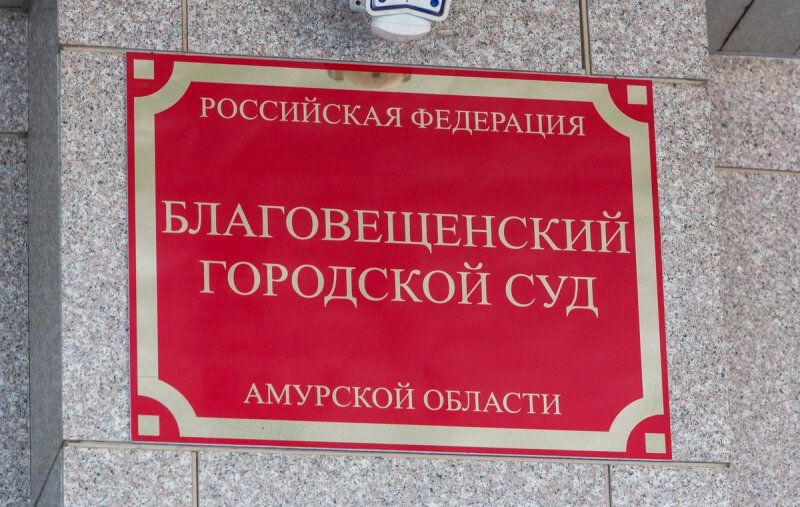 РОССИЙСКАЯ ФЕДЕРАЦИЯ
БЛАГОВЕЩЕНСКИЙ
ГОРОДСКОЙ СУД
АМУРСКОЙ ОБЛАСТИ